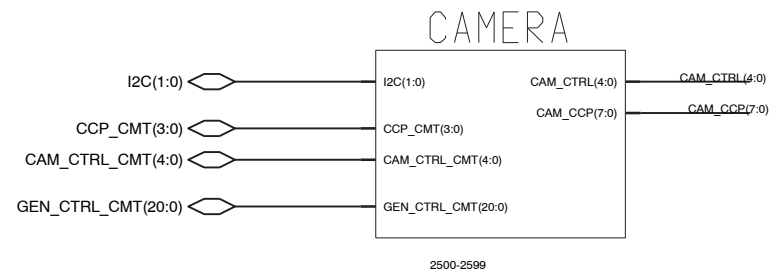 CAMERA
I2C(1:0) I2C(1:0) CAM_CTRL(4:0) CAM_CTRL(4:0)
CAM_CCP(7:0) CAM_CCP(7:0)
CCP_CMT(3:0) CCP_CMT(3:0)
CAM_CTRL_CMT(4:0) CAM_CTRL_CMT(4:0)
GEN_CTRL_CMT(20:0) GEN_CTRL_CMT(20:0)
2500-2599